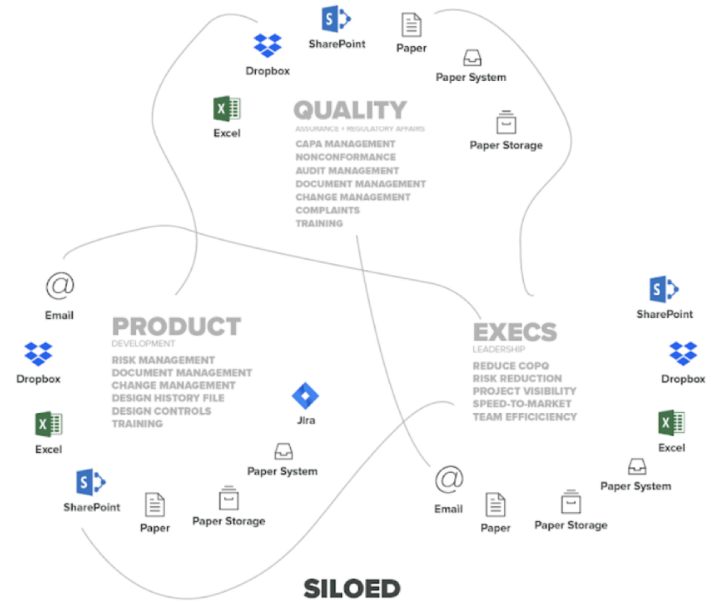 SharePoint
Paper
Dropbox
Paper System
Excel
Paper Storage
QUALITY
ASSURANCE + REGULATORY AFFAIRS
CAPA MANAGEMENT
NONCONFORMANCE
AUDIT MANAGEMENT
DOCUMENT MANAGEMENT
CHANGE MANAGEMENT
COMPLAINTS
TRAINING
Email
Dropbox
Excel
SharePoint
Paper
Paper Storage
Paper System
Jira
PRODUCT
DEVELOPMENT
RISK MANAGEMENT
DOCUMENT MANAGEMENT
CHANGE MANAGEMENT
DESIGN HISTORY FILE
DESIGN CONTROLS
TRAINING
EXECS
LEADERSHIP
REDUCE COPQ
RISK REDUCTION
PROJECT VISIBILITY
SPEED-TO-MARKET
TEAM EFFICICIENCY
SharePoint
Dropbox
Excel
Paper System
Paper Storage
Paper
Email
SILOED